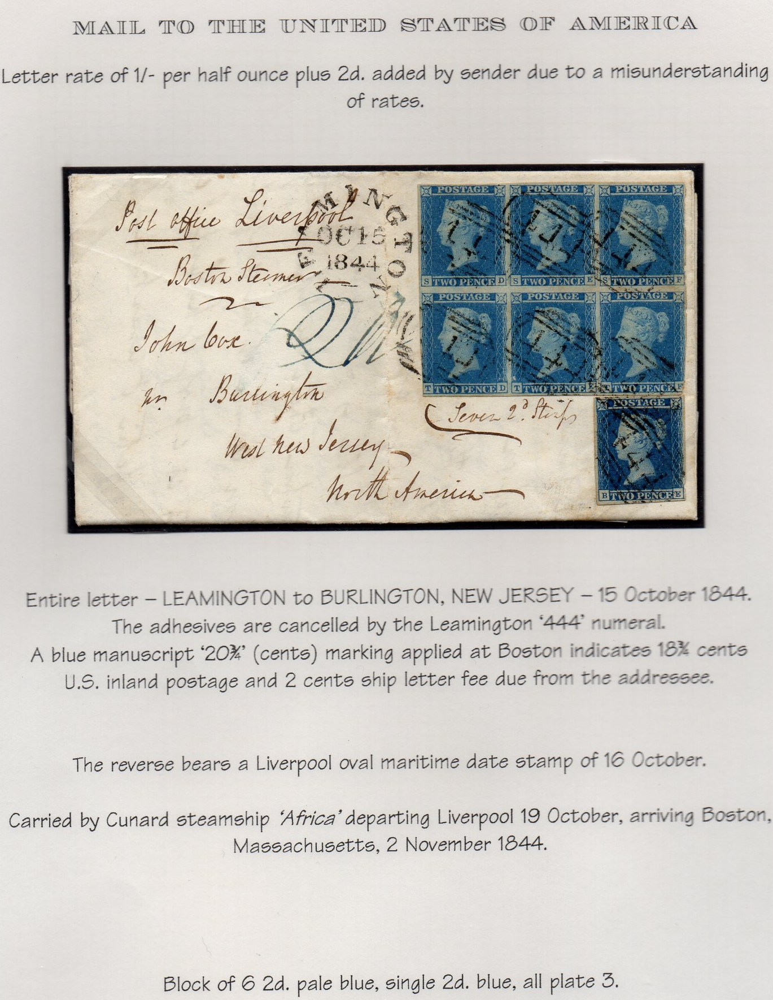 MAIL TO THE UNITED STATES OF AMERICA
Letter rate of 1/- per half ounce plus 2d. added by sender due to a misunderstanding
of rates.
Post office Liverpool
Boston Steamer
John Cox.
nr. Burlington
West New Jersey
North America
LEAMINGTON
OC 15
1844
20¾
POSTAGE POSTAGE POSTAGE
S TWO PENCE D S TWO PENCE E S TWO PENCE F
POSTAGE POSTAGE POSTAGE
T TWO PENCE D T TWO PENCE E T TWO PENCE F
Seven 2d. Stamps
POSTAGE
B TWO PENCE E
Entire letter – LEAMINGTON to BURLINGTON, NEW JERSEY – 15 October 1844.
The adhesives are cancelled by the Leamington ‘444’ numeral.
A blue manuscript ‘20¾’ (cents) marking applied at Boston indicates 18¾ cents
U.S. inland postage and 2 cents ship letter fee due from the addressee.
The reverse bears a Liverpool oval maritime date stamp of 16 October.
Carried by Cunard steamship ‘Africa’ departing Liverpool 19 October, arriving Boston,
Massachusetts, 2 November 1844.
Block of 6 2d. pale blue, single 2d. blue, all plate 3.